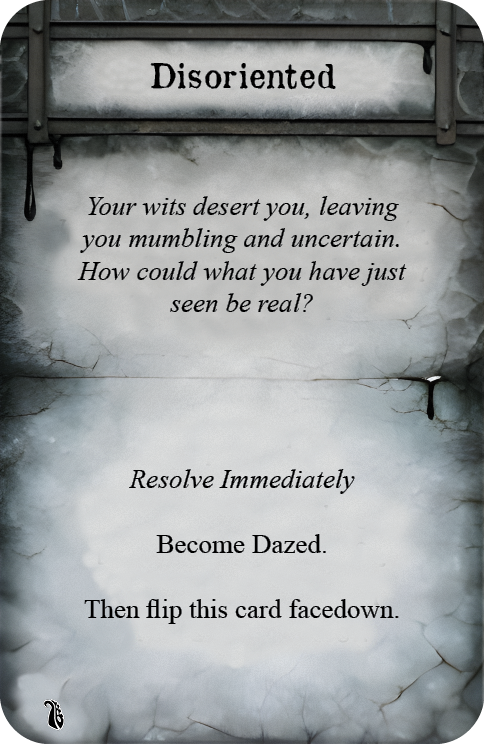 Disoriented
Your wits desert you, leaving
you mumbling and uncertain.
How could what you have just
seen be real?
Resolve Immediately
Become Dazed.
Then flip this card facedown.